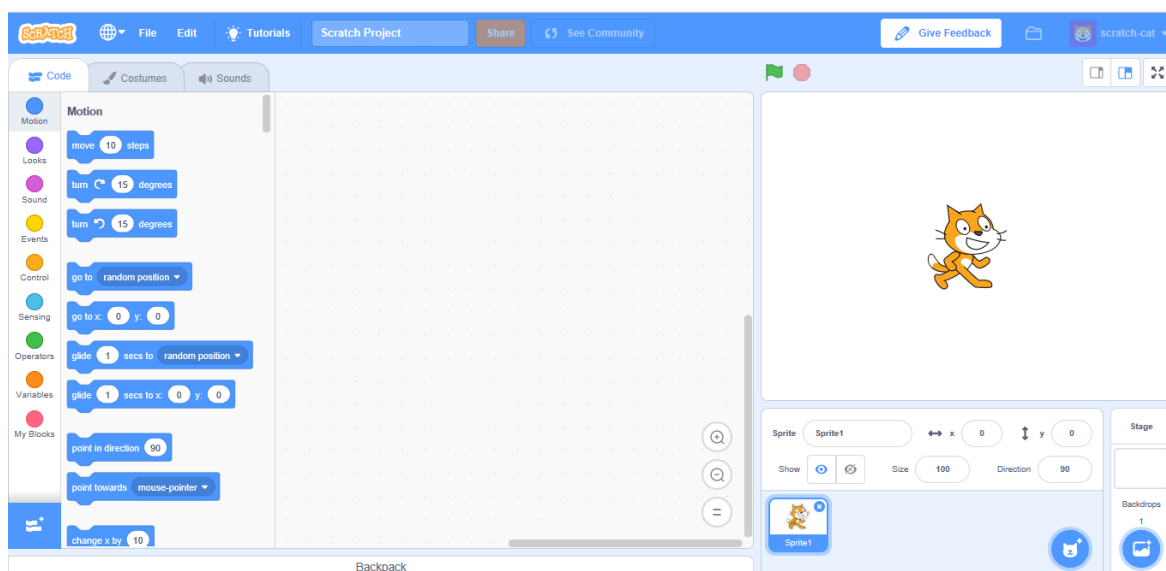 SCRATCH File Edit Tutorials Scratch Project Share See Community Give Feedback scratch-cat
Code Costumes Sounds
Motion
Looks
Sound
Events
Control
Sensing
Operators
Variables
My Blocks
Motion
move 10 steps
turn 15 degrees
turn 15 degrees
go to random position
go to x: 0 y: 0
glide 1 secs to random position
glide 1 secs to x: 0 y: 0
point in direction 90
point towards mouse-pointer
change x by 10
Backpack
Sprite Sprite1 x 0 y 0
Show Size 100 Direction 90
Sprite1
Stage
Backdrops
1